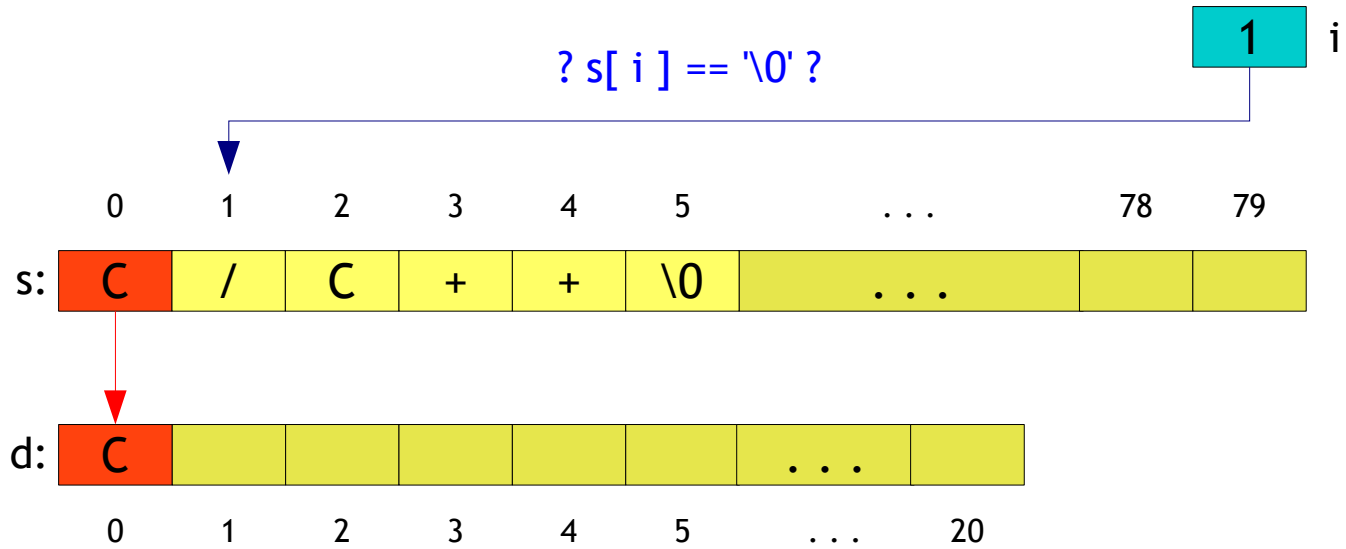 1 i
? s[ i ] == '\0' ?
0 1 2 3 4 5 . . . 78 79
s: C / C + + \0 . . .
d: C . . .
0 1 2 3 4 5 . . . 20